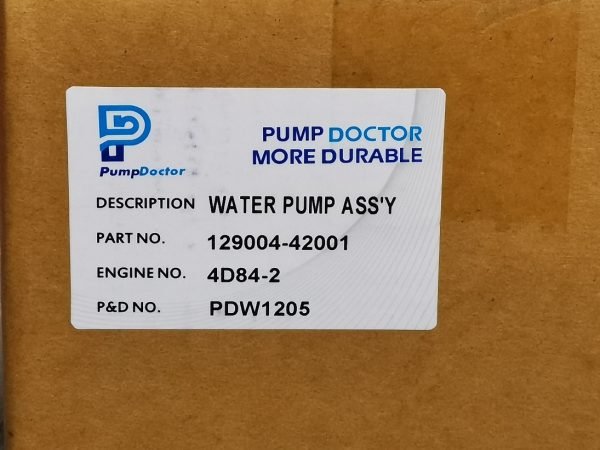 PUMP DOCTOR
MORE DURABLE
PumpDoctor
DESCRIPTION WATER PUMP ASS'Y
PART NO. 129004-42001
ENGINE NO. 4D84-2
P&D NO. PDW1205